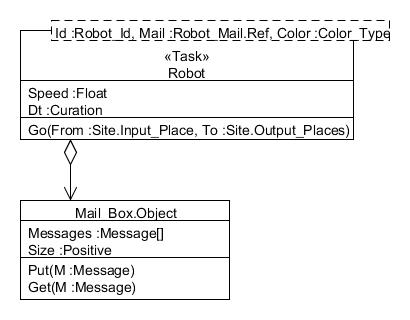 Id :Robot_Id, Mail :Robot_Mail.Ref, Color :Color_Type
«Task»
Robot
Speed :Float
Dt :Curation
Go(From :Site.Input_Place, To :Site.Output_Places)
Mail_Box.Object
Messages :Message[]
Size :Positive
Put(M :Message)
Get(M :Message)